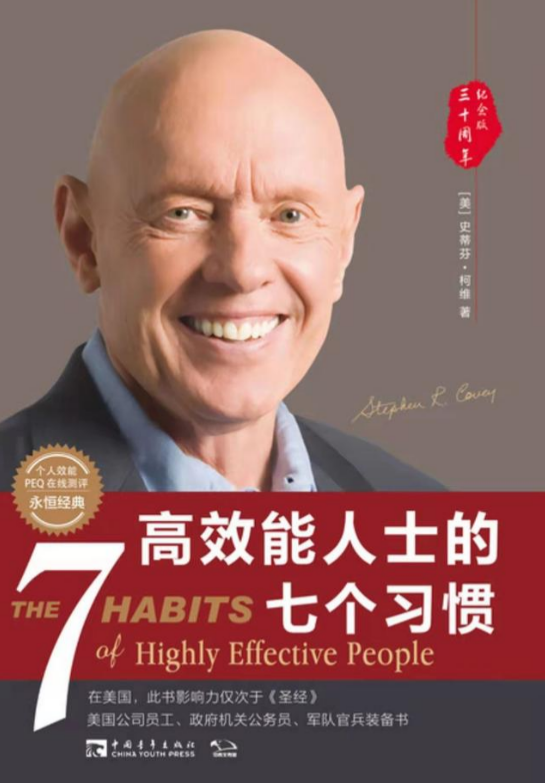 纪念版
三十周年
[美] 史蒂芬·柯维 著
Stephen R. Covey
个人效能
PEQ 在线测评
永恒经典
高效能人士的
THE 7 HABITS 七个习惯
of Highly Effective People
在美国，此书影响力仅次于《圣经》
美国公司员工、政府机关公务员、军队官兵装备书
中国青年出版社
CHINA YOUTH PRESS